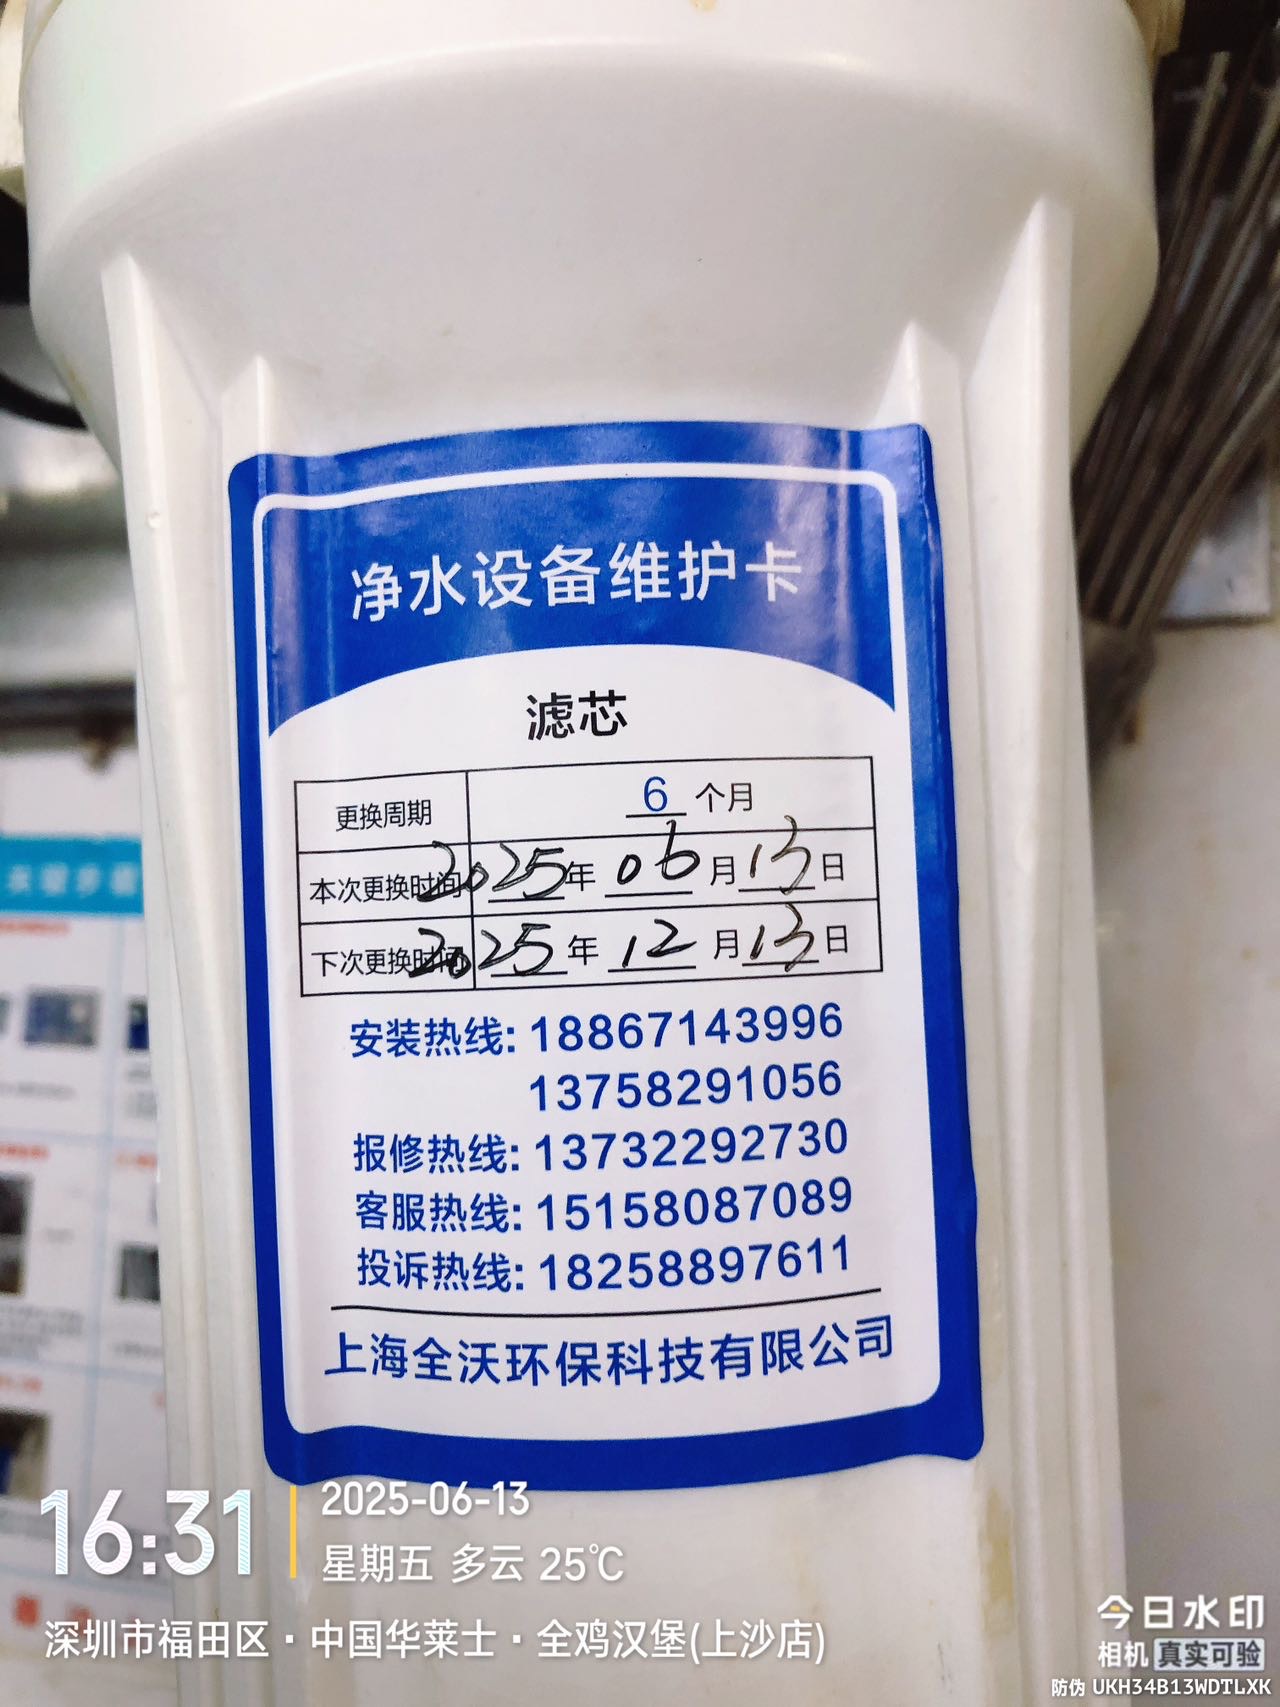 净水设备维护卡
滤芯
更换周期 6 个月
本次更换时间 2025年 06 月 13 日
下次更换时间 2025 年 12 月 13 日
安装热线: 18867143996
13758291056
报修热线: 13732292730
客服热线: 15158087089
投诉热线: 18258897611
上海全沃环保科技有限公司
16:31
2025-06-13
星期五 多云 25℃
深圳市福田区·中国华莱士·全鸡汉堡(上沙店)
今日水印
相机 真实可验
防伪 UKH34B13WDTLXK